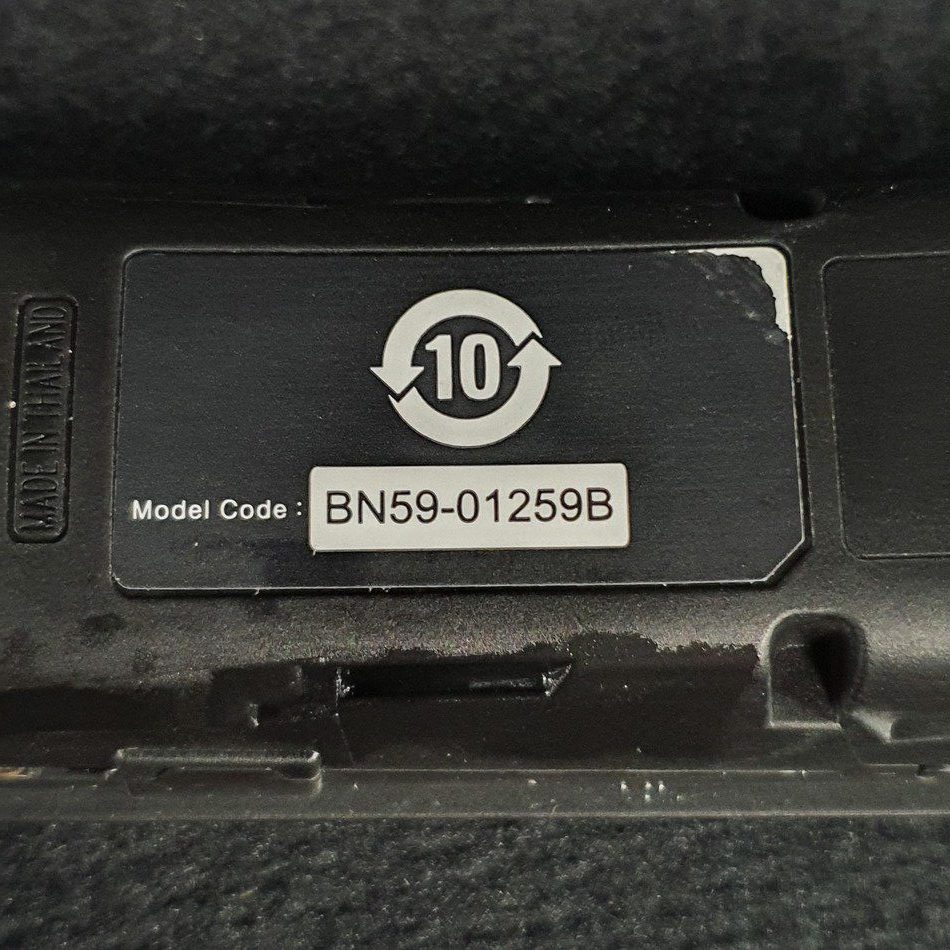 MADE IN THAILAND
10
Model Code : BN59-01259B